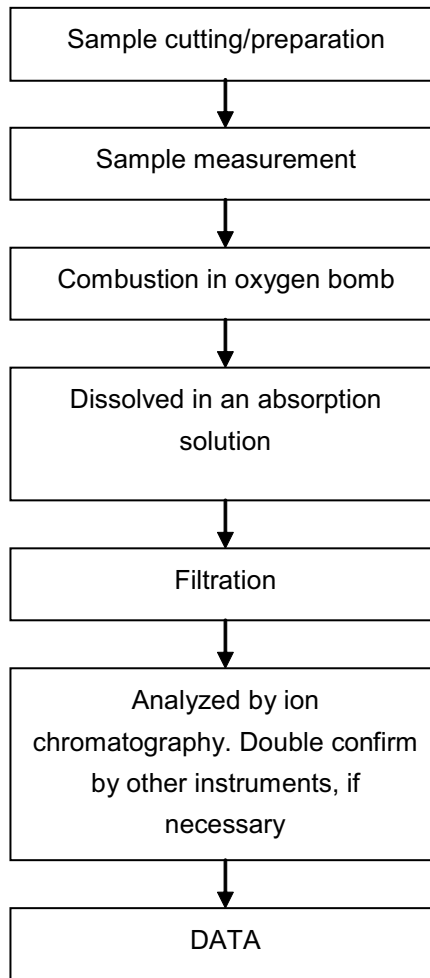 Sample cutting/preparation
Sample measurement
Combustion in oxygen bomb
Dissolved in an absorption
solution
Filtration
Analyzed by ion
chromatography. Double confirm
by other instruments, if
necessary
DATA